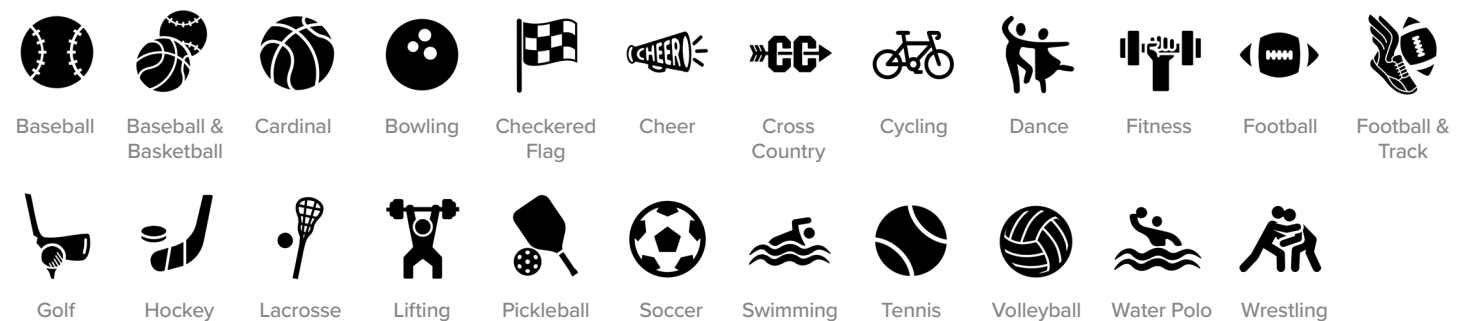 CHEER
CC
Baseball
Baseball &
Basketball
Cardinal
Bowling
Checkered
Flag
Cheer
Cross
Country
Cycling
Dance
Fitness
Football
Football &
Track
Golf
Hockey
Lacrosse
Lifting
Pickleball
Soccer
Swimming
Tennis
Volleyball
Water Polo
Wrestling